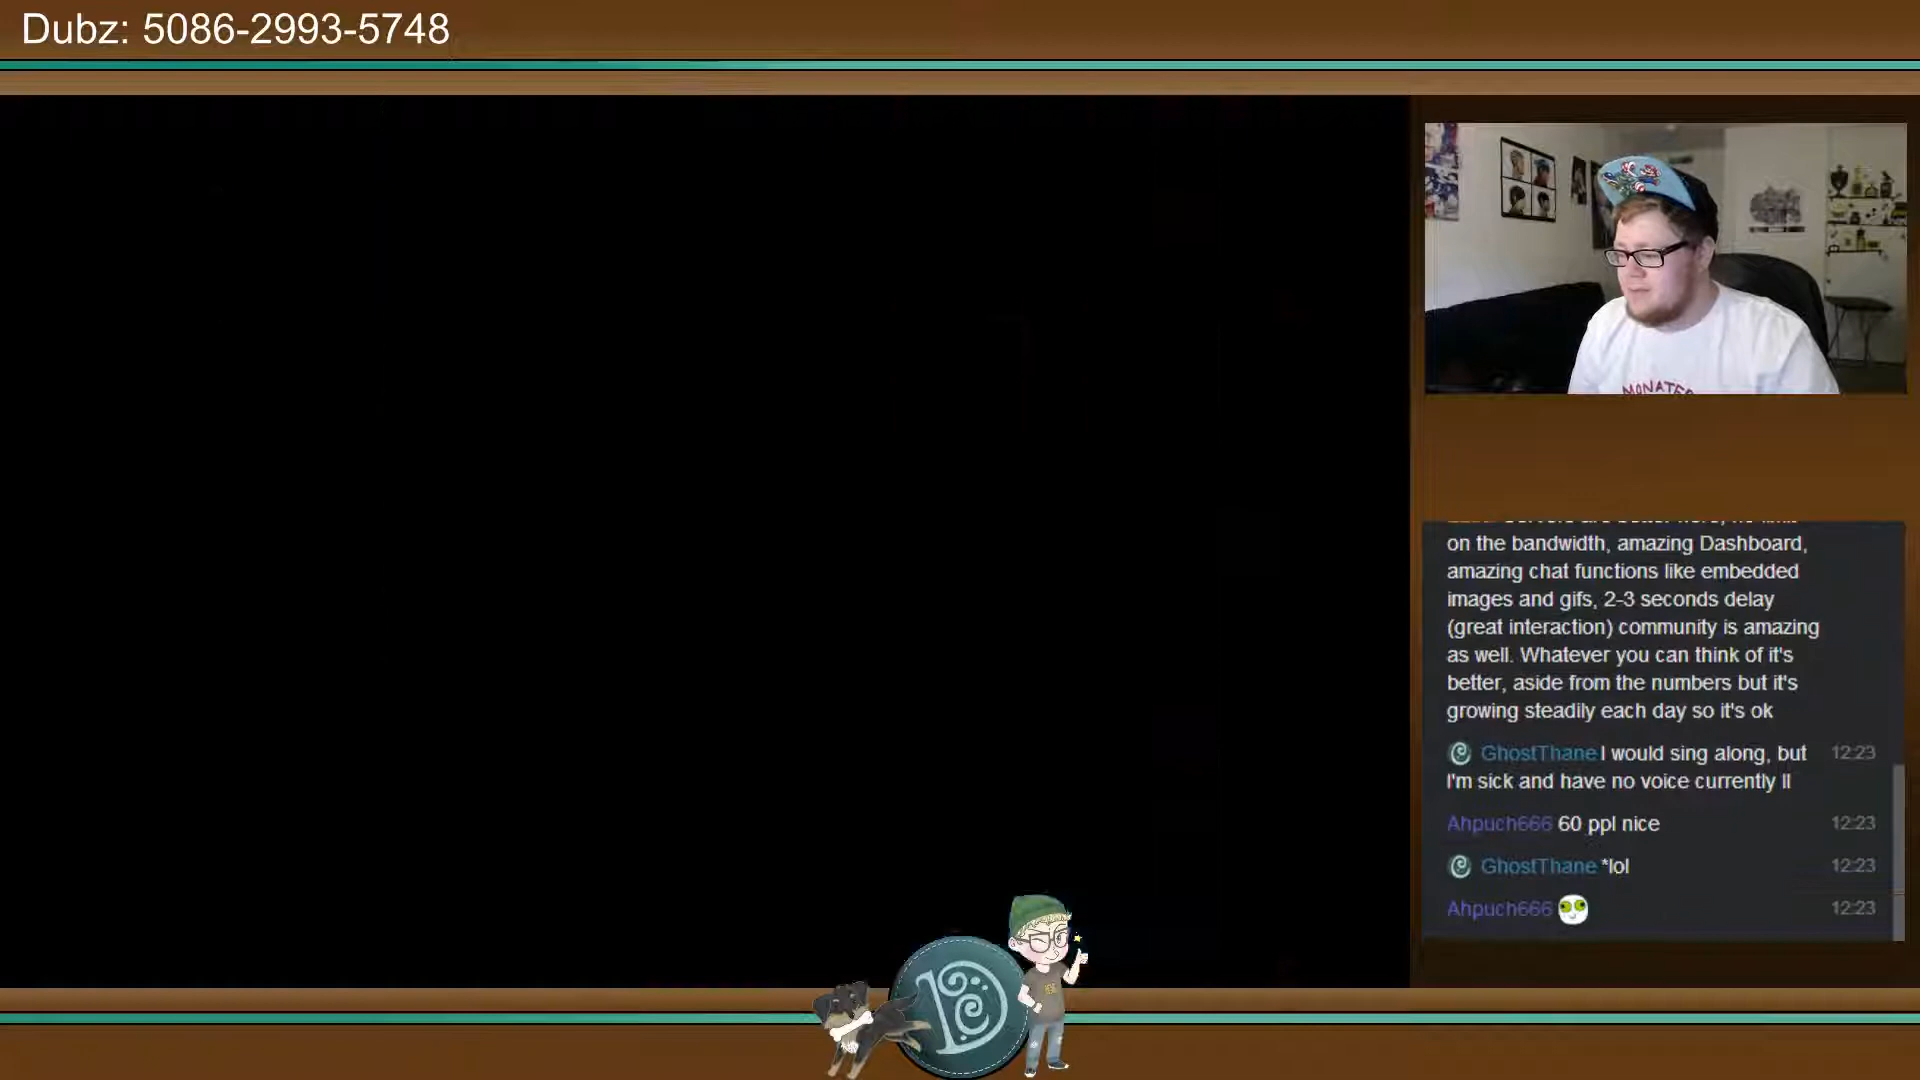 Dubz: 5086-2993-5748
on the bandwidth, amazing Dashboard,
amazing chat functions like embedded
images and gifs, 2-3 seconds delay
(great interaction) community is amazing
as well. Whatever you can think of it's
better, aside from the numbers but it's
growing steadily each day so it's ok
GhostThane I would sing along, but 12:23
I'm sick and have no voice currently ll
Ahpuch666 60 ppl nice 12:23
GhostThane *lol 12:23
Ahpuch666 12:23